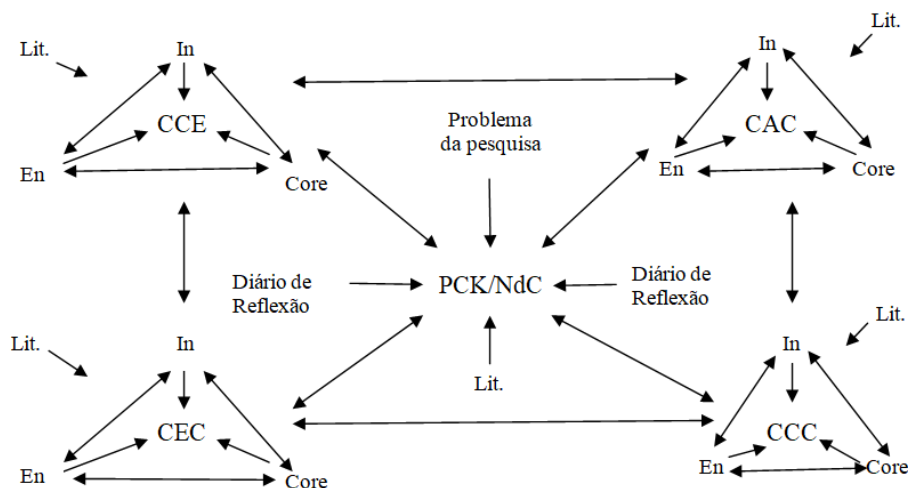 Lit.
In
CCE
En
Core
In
Lit.
CAC
En
Core
Problema
da pesquisa
Diário de
Reflexão
PCK/NdC
Diário de
Reflexão
Lit.
Lit.
In
CEC
En
Core
In
Lit.
CCC
En
Core